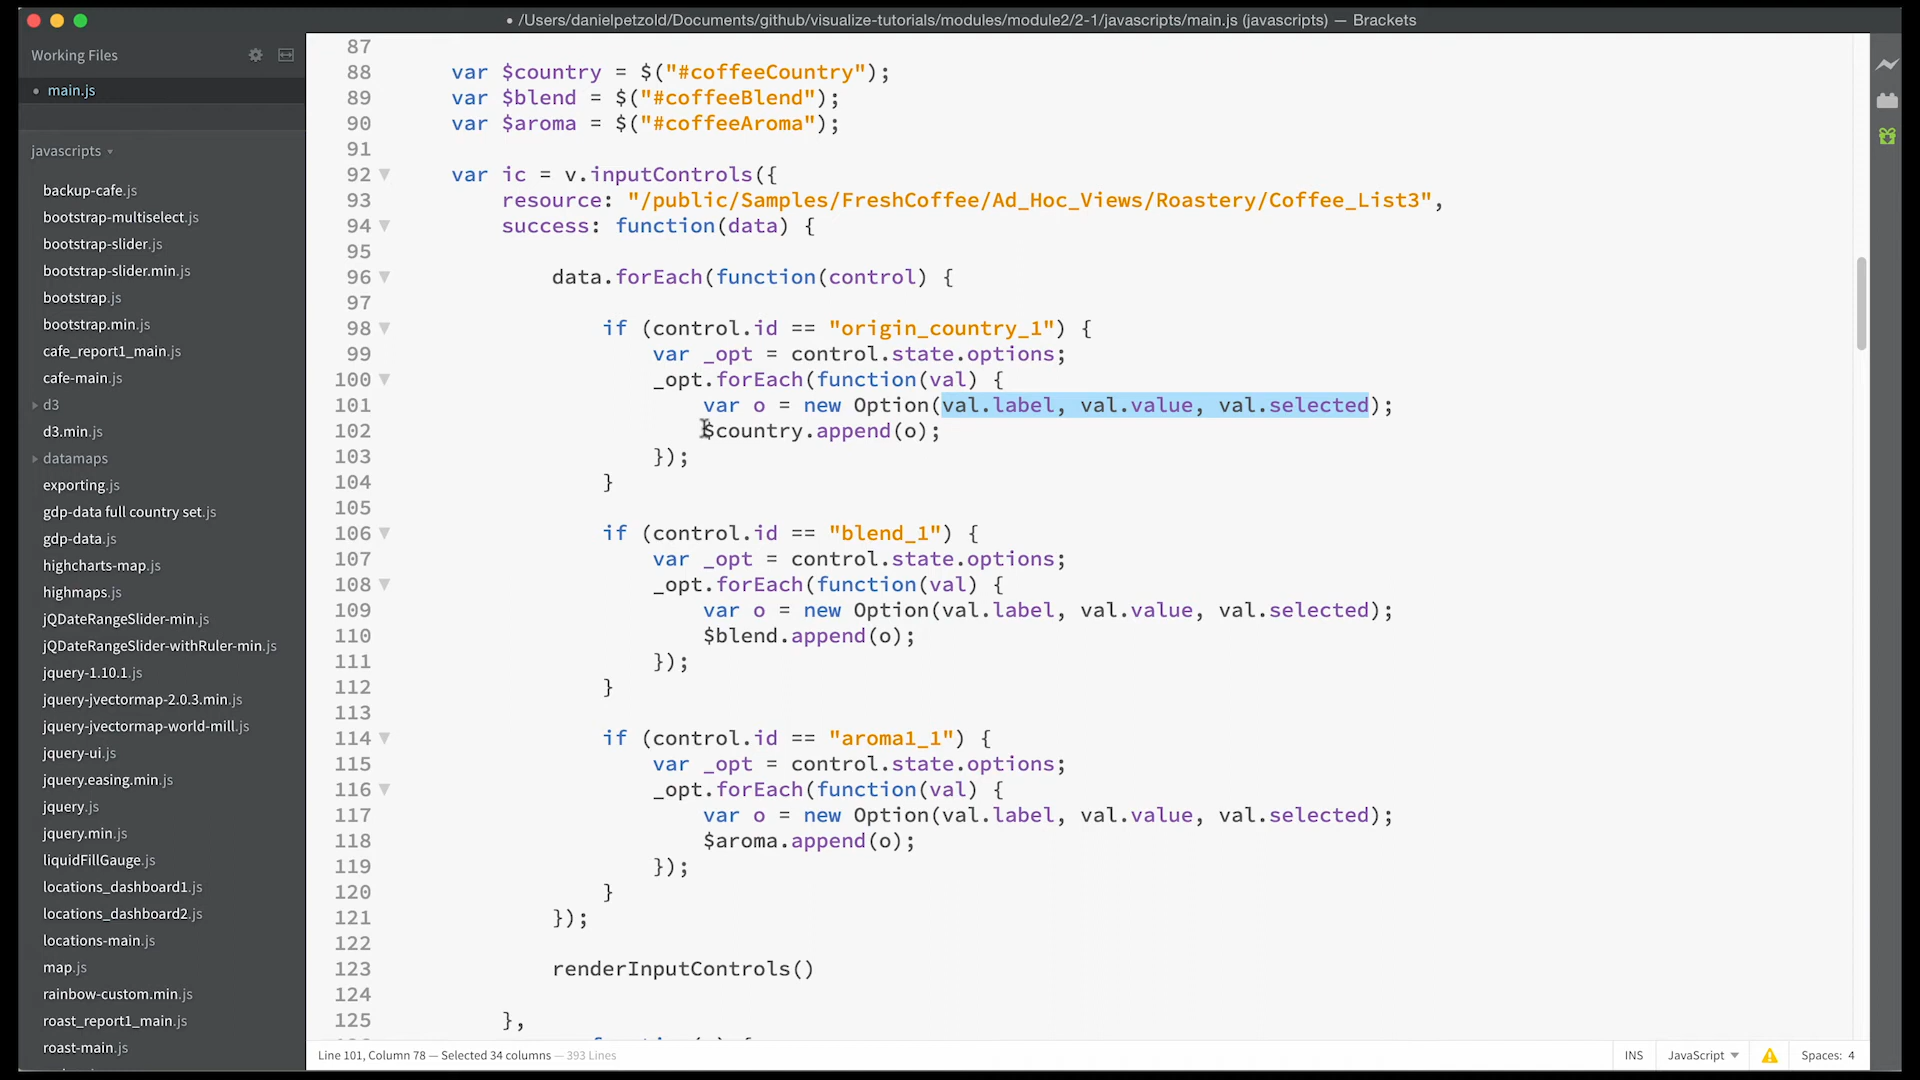 • /Users/danielpetzold/Documents/github/visualize-tutorials/modules/module2/2-1/javascripts/main.js (javascripts) — Brackets
Working Files
• main.js
javascripts
backup-cafe.js
bootstrap-multiselect.js
bootstrap-slider.js
bootstrap-slider.min.js
bootstrap.js
bootstrap.min.js
cafe_report1_main.js
cafe-main.js
d3
d3.min.js
datamaps
exporting.js
gdp-data full country set.js
gdp-data.js
highcharts-map.js
highmaps.js
jQDateRangeSlider-min.js
jQDateRangeSlider-withRuler-min.js
jquery-1.10.1.js
jquery-jvectormap-2.0.3.min.js
jquery-jvectormap-world-mill.js
jquery-ui.js
jquery.easing.min.js
jquery.js
jquery.min.js
liquidFillGauge.js
locations_dashboard1.js
locations_dashboard2.js
locations-main.js
map.js
rainbow-custom.min.js
roast_report1_main.js
roast-main.js
87
88 var $country = $("#coffeeCountry");
89 var $blend = $("#coffeeBlend");
90 var $aroma = $("#coffeeAroma");
91
92 var ic = v.inputControls({
93 resource: "/public/Samples/FreshCoffee/Ad_Hoc_Views/Roastery/Coffee_List3",
94 success: function(data) {
95
96 data.forEach(function(control) {
97
98 if (control.id == "origin_country_1") {
99 var _opt = control.state.options;
100 _opt.forEach(function(val) {
101 var o = new Option(val.label, val.value, val.selected);
102 $country.append(o);
103 });
104 }
105
106 if (control.id == "blend_1") {
107 var _opt = control.state.options;
108 _opt.forEach(function(val) {
109 var o = new Option(val.label, val.value, val.selected);
110 $blend.append(o);
111 });
112 }
113
114 if (control.id == "aroma1_1") {
115 var _opt = control.state.options;
116 _opt.forEach(function(val) {
117 var o = new Option(val.label, val.value, val.selected);
118 $aroma.append(o);
119 });
120 }
121 });
122
123 renderInputControls()
124
125 },
Line 101, Column 78 — Selected 34 columns — 393 Lines
INS
JavaScript
Spaces: 4